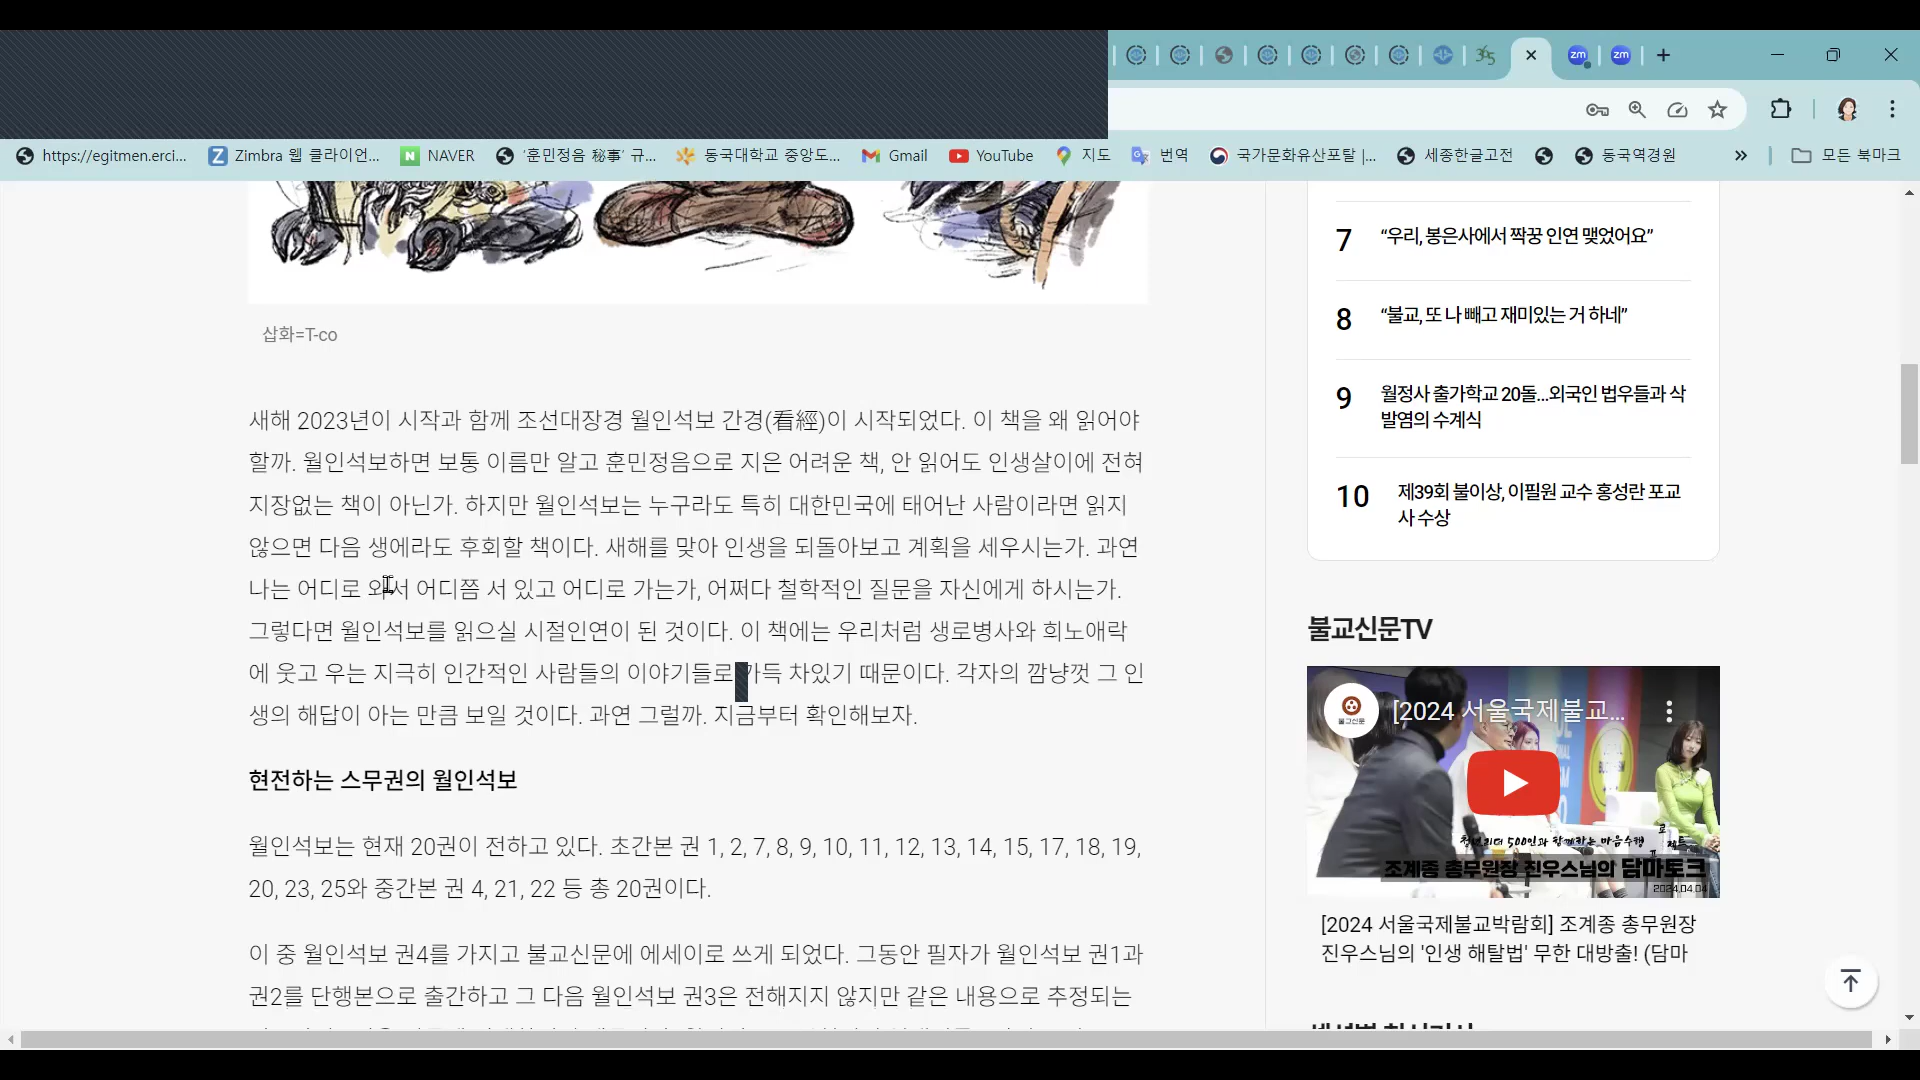 https://egitmen.erci...
Zimbra 웹 클라이언...
NAVER
'훈민정음 秘事' 규...
동국대학교 중앙도...
Gmail
YouTube
지도
번역
국가문화유산포탈 |...
세종한글고전
동국역경원
모든 북마크
삽화=T-co
새해 2023년이 시작과 함께 조선대장경 월인석보 간경(看經)이 시작되었다. 이 책을 왜 읽어야
할까. 월인석보하면 보통 이름만 알고 훈민정음으로 지은 어려운 책, 안 읽어도 인생살이에 전혀
지장없는 책이 아닌가. 하지만 월인석보는 누구라도 특히 대한민국에 태어난 사람이라면 읽지
않으면 다음 생에라도 후회할 책이다. 새해를 맞아 인생을 되돌아보고 계획을 세우시는가. 과연
나는 어디로 와서 어디쯤 서 있고 어디로 가는가, 어쩌다 철학적인 질문을 자신에게 하시는가.
그렇다면 월인석보를 읽으실 시절인연이 된 것이다. 이 책에는 우리처럼 생로병사와 희노애락
에 웃고 우는 지극히 인간적인 사람들의 이야기들로 가득 차있기 때문이다. 각자의 깜냥껏 그 인
생의 해답이 아는 만큼 보일 것이다. 과연 그럴까. 지금부터 확인해보자.
현전하는 스무권의 월인석보
월인석보는 현재 20권이 전하고 있다. 초간본 권 1, 2, 7, 8, 9, 10, 11, 12, 13, 14, 15, 17, 18, 19,
20, 23, 25와 중간본 권 4, 21, 22 등 총 20권이다.
이 중 월인석보 권4를 가지고 불교신문에 에세이로 쓰게 되었다. 그동안 필자가 월인석보 권1과
권2를 단행본으로 출간하고 그 다음 월인석보 권3은 전해지지 않지만 같은 내용으로 추정되는
7 “우리, 봉은사에서 짝꿍 인연 맺었어요”
8 “불교, 또 나 빼고 재미있는 거 하네”
9 월정사 출가학교 20돌...외국인 법우들과 삭
발염의 수계식
10 제39회 불이상, 이필원 교수 홍성란 포교
사 수상
불교신문TV
불교신문
[2024 서울국제불교...
청년리더 500인과 함께하는 마음수행
조계종 총무원장 진우스님의 담마토크
2024.04.04
[2024 서울국제불교박람회] 조계종 총무원장
진우스님의 '인생 해탈법' 무한 대방출! (담마